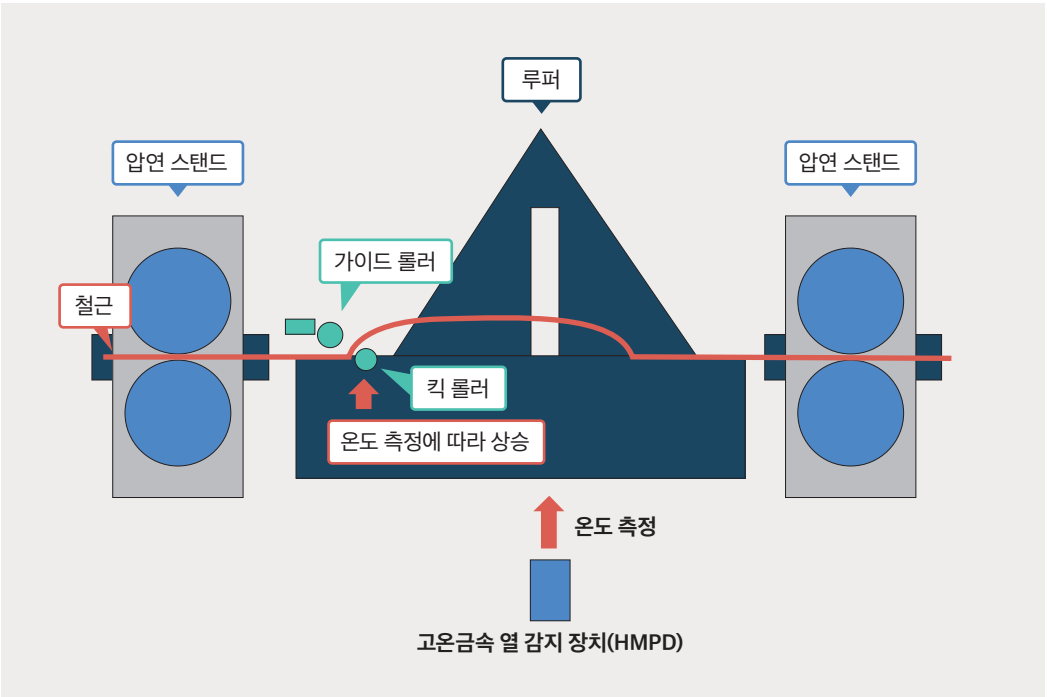 루퍼
압연 스탠드
압연 스탠드
가이드 롤러
철근
킥 롤러
온도 측정에 따라 상승
온도 측정
고온금속 열 감지 장치(HMPD)